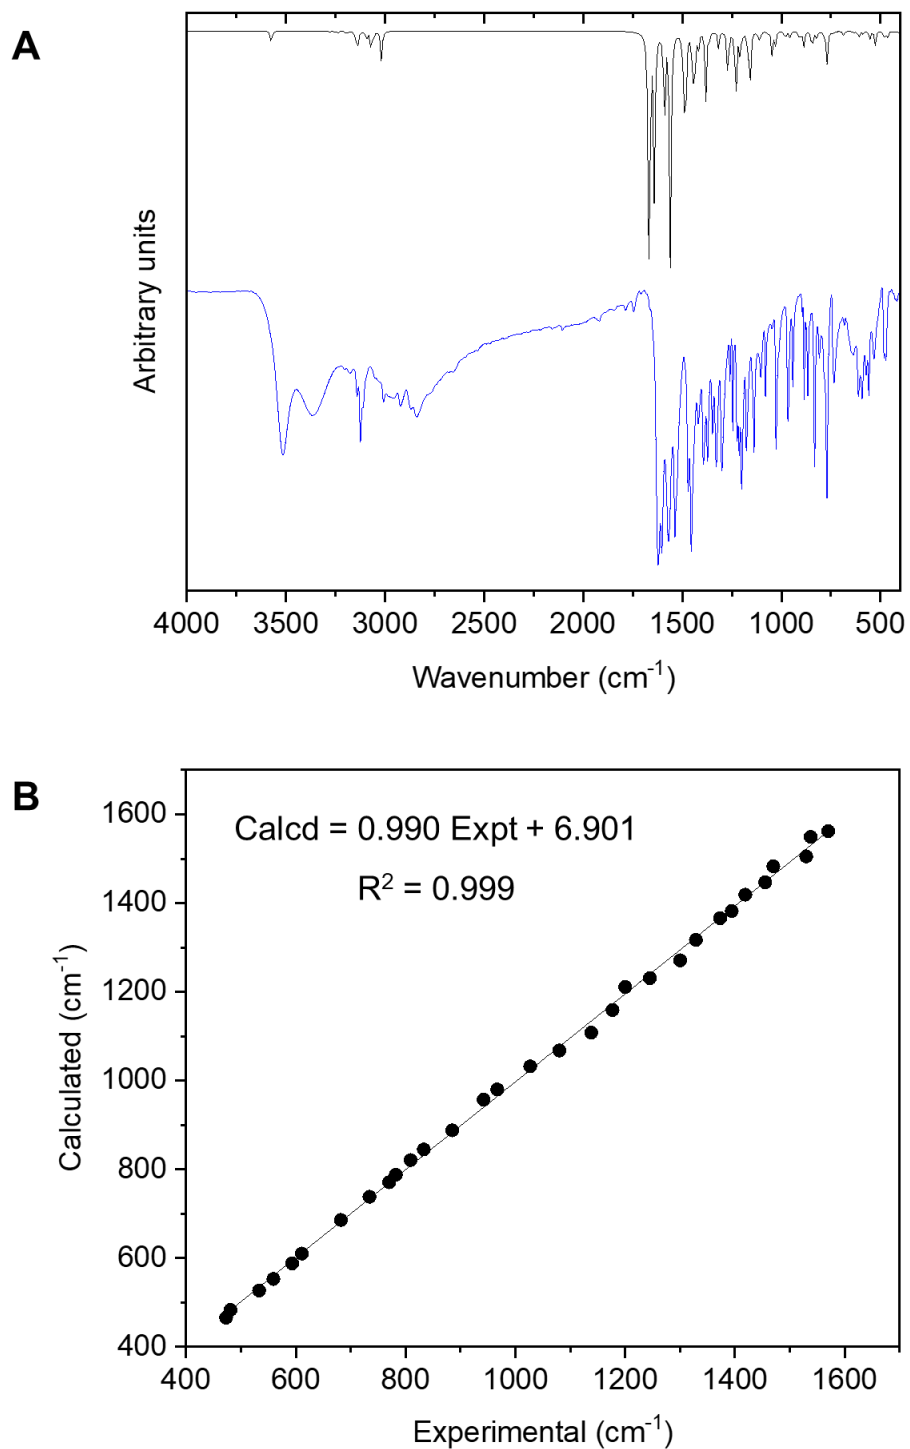 A
Arbitrary units
4000 3500 3000 2500 2000 1500 1000 500
Wavenumber (cm⁻¹)
B
Calcd = 0.990 Expt + 6.901
R² = 0.999
1600
1400
1200
1000
800
600
400
Calculated (cm⁻¹)
400 600 800 1000 1200 1400 1600
Experimental (cm⁻¹)